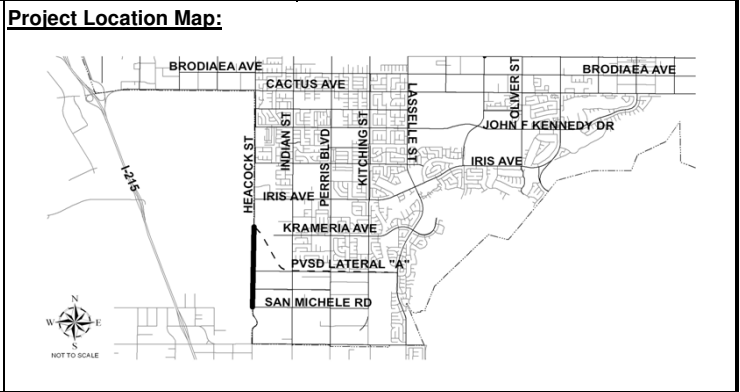 Project Location Map:
BRODIAEA AVE
BRODIAEA AVE
CACTUS AVE
OLIVER ST
LASSELLE ST
JOHN F KENNEDY DR
INDIAN ST
PERRIS BLVD
KITCHING ST
HEACOCK ST
IRIS AVE
I-215
IRIS AVE
KRAMERIA AVE
PVSD LATERAL "A"
SAN MICHELE RD
N
W
E
S
NOT TO SCALE